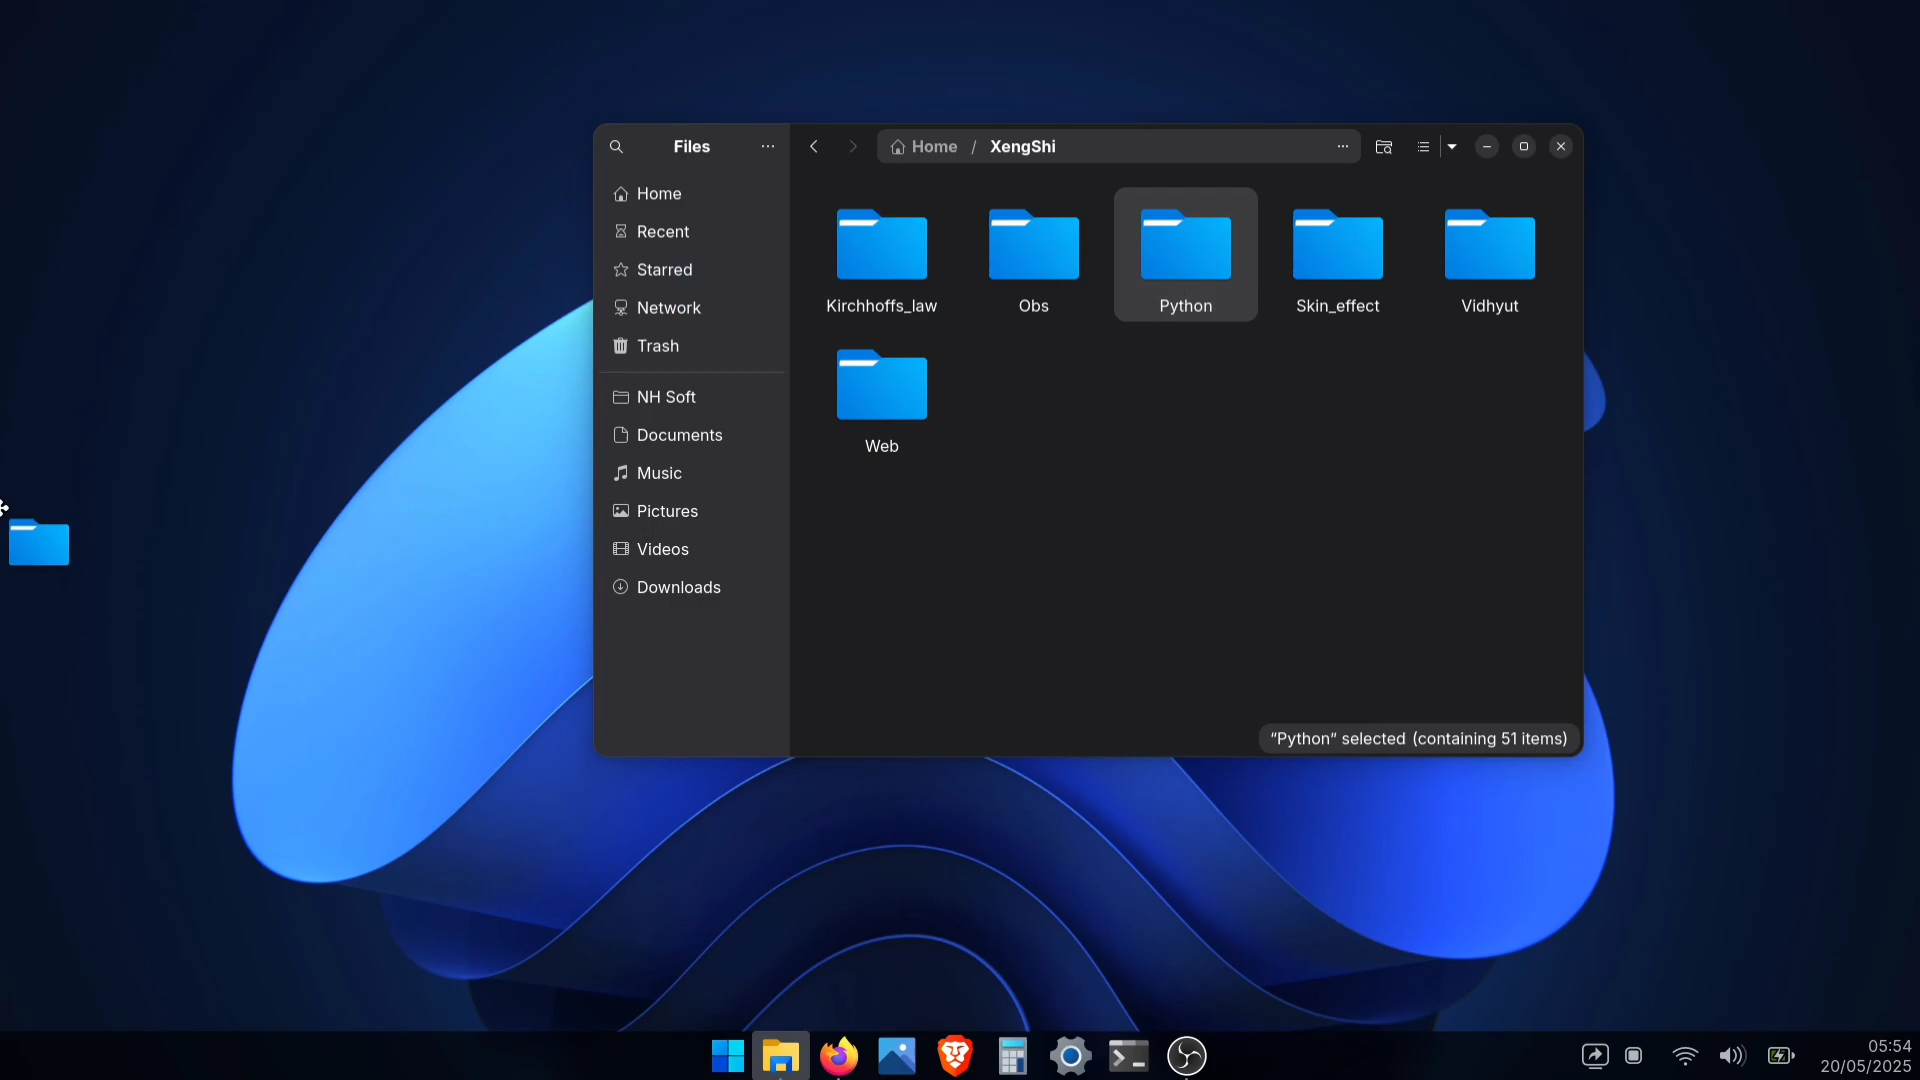 Files
Home / XengShi
Home
Recent
Starred
Network
Trash
NH Soft
Documents
Music
Pictures
Videos
Downloads
Kirchhoffs_law
Obs
Python
Skin_effect
Vidhyut
Web
“Python” selected (containing 51 items)
05:54
20/05/2025